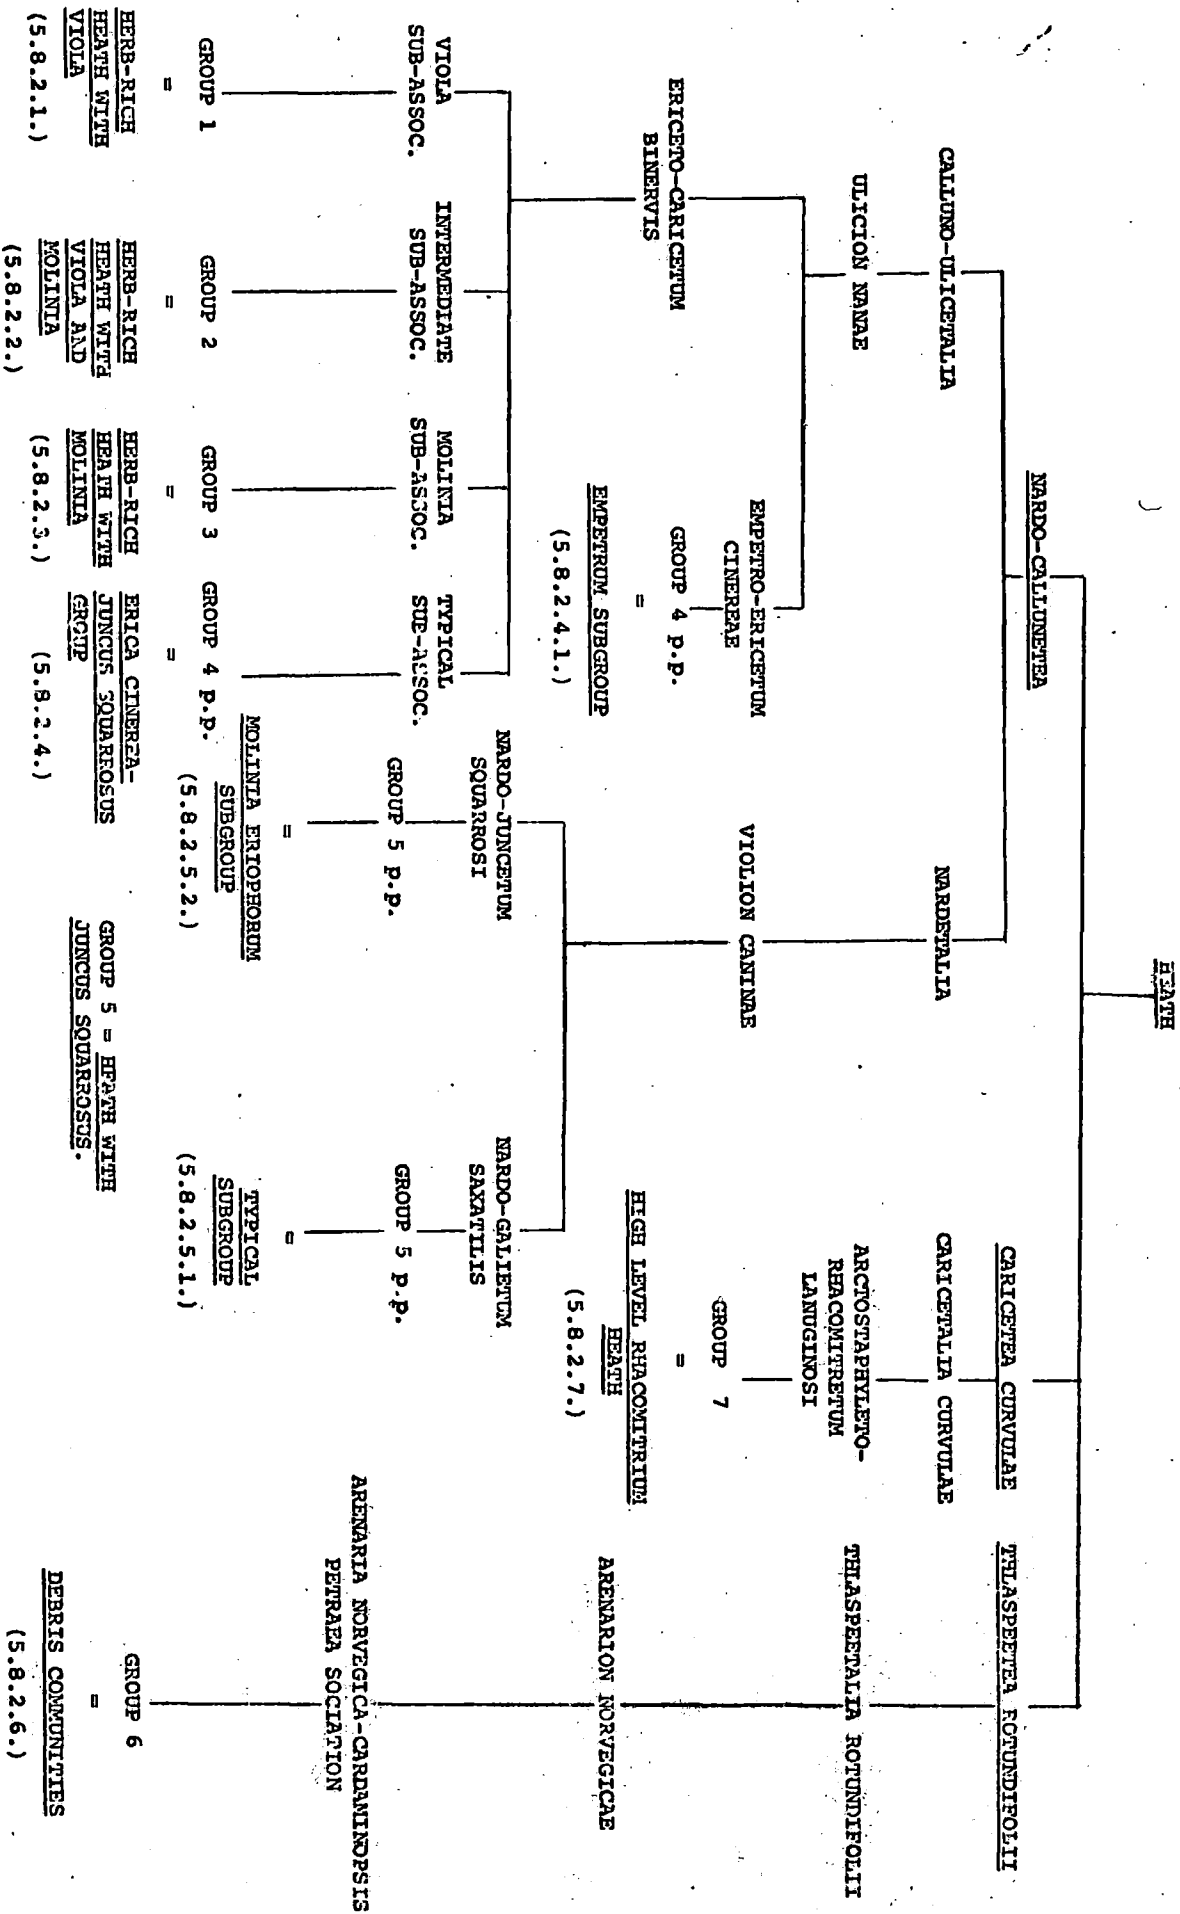 HEATH
NARDO-CALLUNETEA
CARICETEA CURVULAE
THLASPEETEA ROTUNDIFOLII
CALLUNO-ULICETALIA
NARDETALIA
CARICETALIA CURVULAE
THLASPEETALIA ROTUNDIFOLII
ULICION NANAE
VIOLION CANINAE
ARCTOSTAPHYLETO-
RHACOMITRETUM
LANUGINOSI
ARENARION NORVEGICAE
ERICETO-CARICETUM
BINERVIS
EMPETRO-ERICETUM
CINEREAE
GROUP 4 p.p.
=
EMPETRUM SUBGROUP
(5.8.2.4.1.)
GROUP 7
=
HIGH LEVEL RHACOMITRIUM
HEATH
(5.8.2.7.)
VIOLA
SUB-ASSOC.
INTERMEDIATE
SUB-ASSOC.
MOLINIA
SUB-ASSOC.
TYPICAL
SUB-ASSOC.
NARDO-JUNCETUM
SQUARROSI
NARDO-GALIETUM
SAXATILIS
ARENARIA NORVEGICA-CARDAMINOPSIS
PETRAEA SOCIATION
GROUP 5 p.p.
=
MOLINIA ERIOPHORUM
SUBGROUP
(5.8.2.5.2.)
GROUP 5 p.p.
=
TYPICAL
SUBGROUP
(5.8.2.5.1.)
GROUP 1
=
HERB-RICH
HEATH WITH
VIOLA
(5.8.2.1.)
GROUP 2
=
HERB-RICH
HEATH WITH
VIOLA AND
MOLINIA
(5.8.2.2.)
GROUP 3
=
HERB-RICH
HEATH WITH
MOLINIA
(5.8.2.3.)
GROUP 4 p.p.
=
ERICA CINEREA-
JUNCUS SQUARROSUS
GROUP
(5.8.2.4.)
GROUP 5 = HEATH WITH
JUNCUS SQUARROSUS.
GROUP 6
=
DEBRIS COMMUNITIES
(5.8.2.6.)